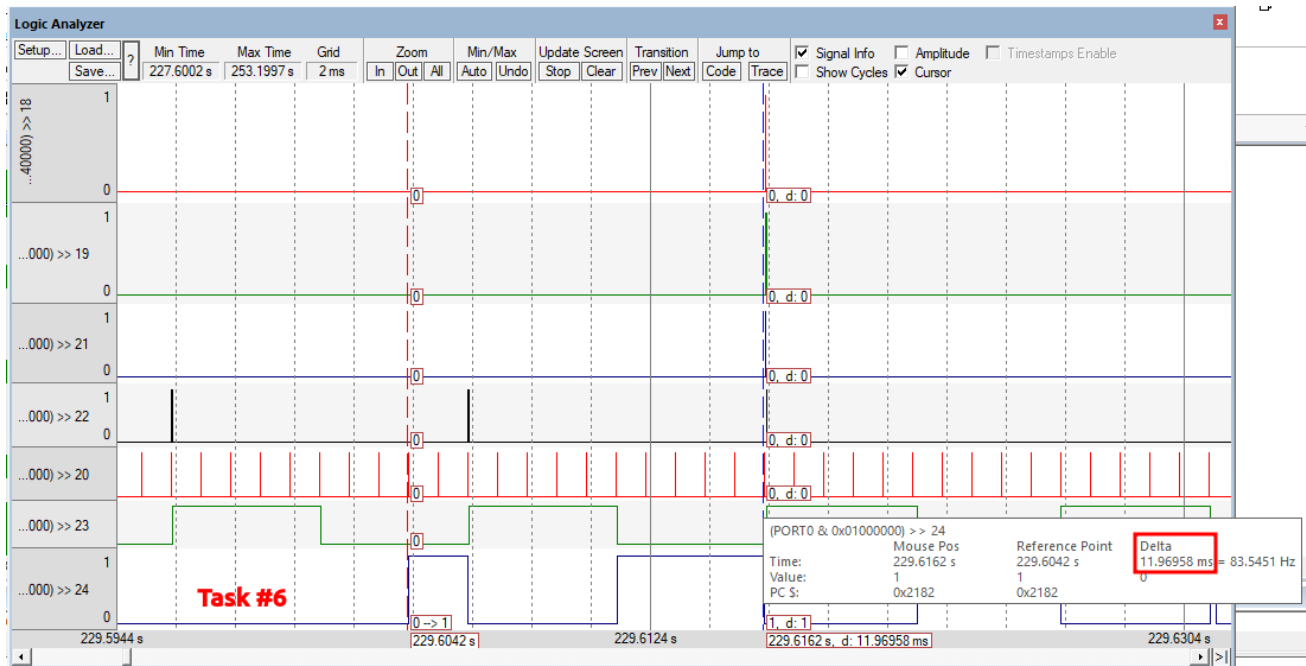 Logic Analyzer
Setup... Load... ? Min Time Max Time Grid Zoom Min/Max Update Screen Transition Jump to Signal Info Amplitude Timestamps Enable
Save... 227.6002 s 253.1997 s 2 ms In Out All Auto Undo Stop Clear Prev Next Code Trace Show Cycles Cursor
1
...40000) >> 18
0
0
0, d: 0
1
...000) >> 19
0
0
0, d: 0
1
...000) >> 21
0
0
0, d: 0
1
...000) >> 22
0
0
0, d: 0
...000) >> 20
0
0, d: 0
...000) >> 23
0
(PORT0 & 0x01000000) >> 24
Mouse Pos Reference Point Delta
Time: 229.6162 s 229.6042 s 11.96958 ms = 83.5451 Hz
Value: 1 1 0
PC $: 0x2182 0x2182
1
...000) >> 24
0
Task #6
0 --> 1
1, d: 1
229.5944 s 229.6042 s 229.6124 s 229.6162 s, d: 11.96958 ms 229.6304 s